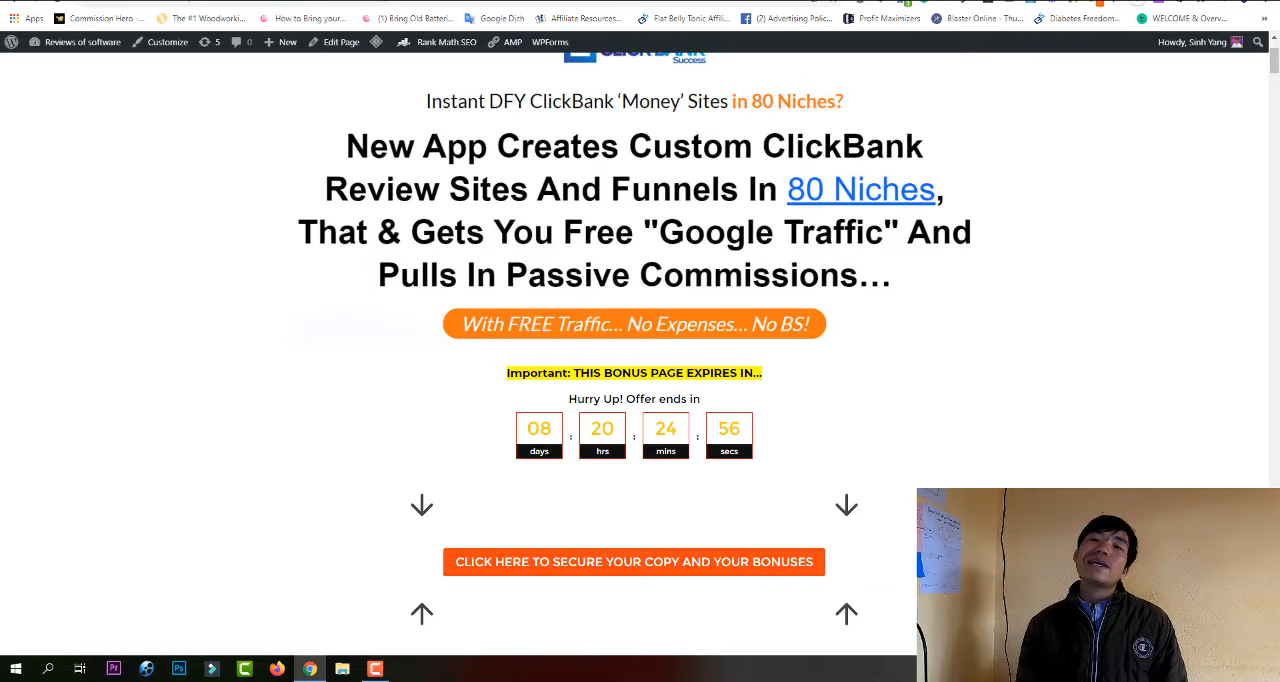 Apps Commission Hero -... The #1 Woodworki... How to Bring your... (1) Bring Old Batteri... Google Dịch Affiliate Resources... Flat Belly Tonic Affil... (2) Advertising Polic... Profit Maximizers Blaster Online - Thu... Diabetes Freedom... WELCOME & Overv... »
Reviews of software Customize 5 0 New Edit Page Rank Math SEO AMP WPForms Howdy, Sinh Yang
Success
Instant DFY ClickBank ‘Money’ Sites in 80 Niches?
New App Creates Custom ClickBank
Review Sites And Funnels In 80 Niches,
That & Gets You Free "Google Traffic" And
Pulls In Passive Commissions...
With FREE Traffic... No Expenses... No BS!
Important: THIS BONUS PAGE EXPIRES IN...
Hurry Up! Offer ends in
08 : 20 : 24 : 56
days hrs mins secs
CLICK HERE TO SECURE YOUR COPY AND YOUR BONUSES